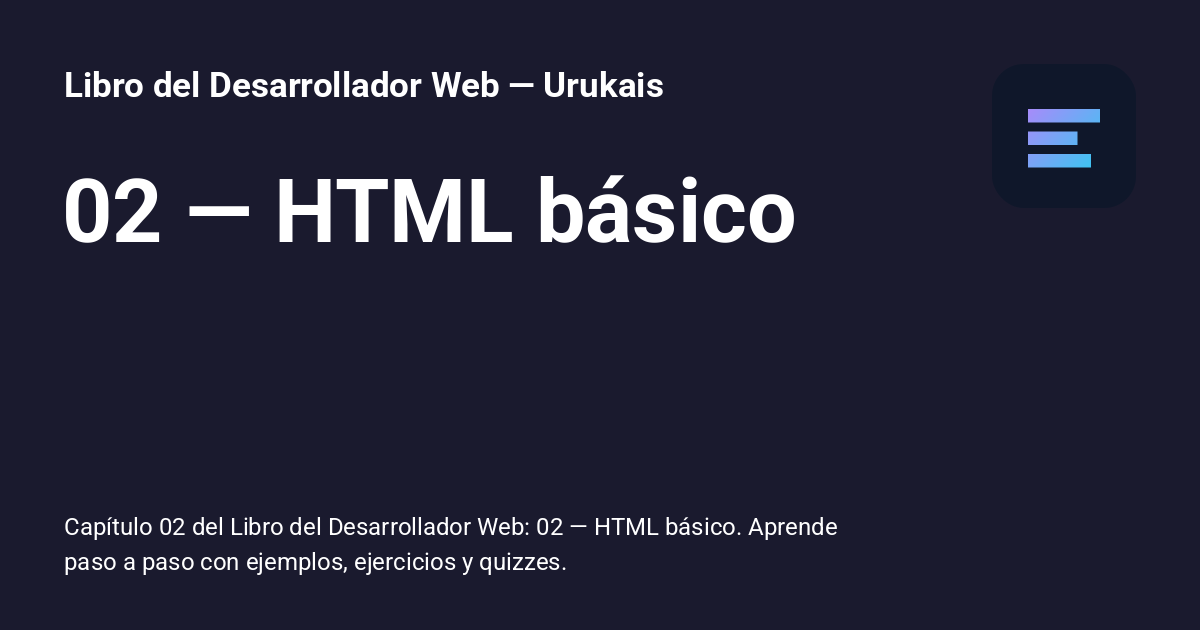 Libro del Desarrollador Web — Urukais
02 — HTML básico
Capítulo 02 del Libro del Desarrollador Web: 02 — HTML básico. Aprende
paso a paso con ejemplos, ejercicios y quizzes.